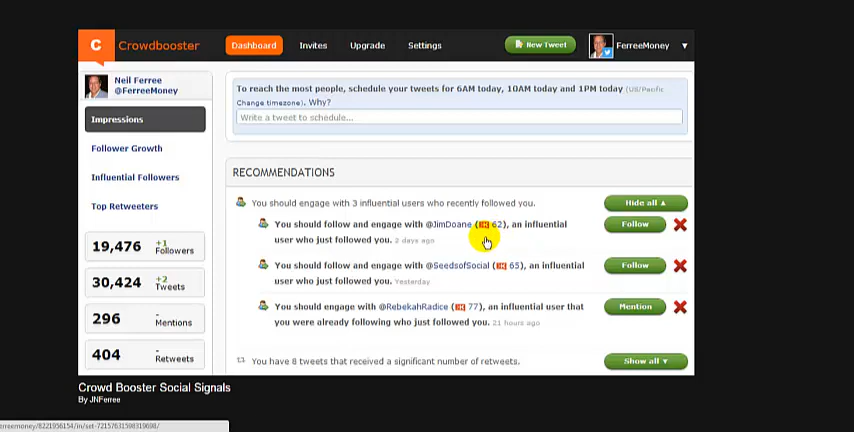 C Crowdbooster Dashboard Invites Upgrade Settings New Tweet FerreeMoney
Neil Ferree
@FerreeMoney
Impressions
Follower Growth
Influential Followers
Top Retweeters
19,476 +1 Followers
30,424 +2 Tweets
296 - Mentions
404 - Retweets
To reach the most people, schedule your tweets for 6AM today, 10AM today and 1PM today (US/Pacific
Change timezone). Why?
Write a tweet to schedule...
RECOMMENDATIONS
You should engage with 3 influential users who recently followed you. Hide all
You should follow and engage with @JimDoane ( 62), an influential
user who just followed you. 2 days ago
Follow
You should follow and engage with @SeedsofSocial ( 65), an influential
user who just followed you. Yesterday
Follow
You should engage with @RebekahRadice ( 77), an influential user that
you were already following who just followed you. 21 hours ago
Mention
You have 8 tweets that received a significant number of retweets. Show all
Crowd Booster Social Signals
By JNFerree